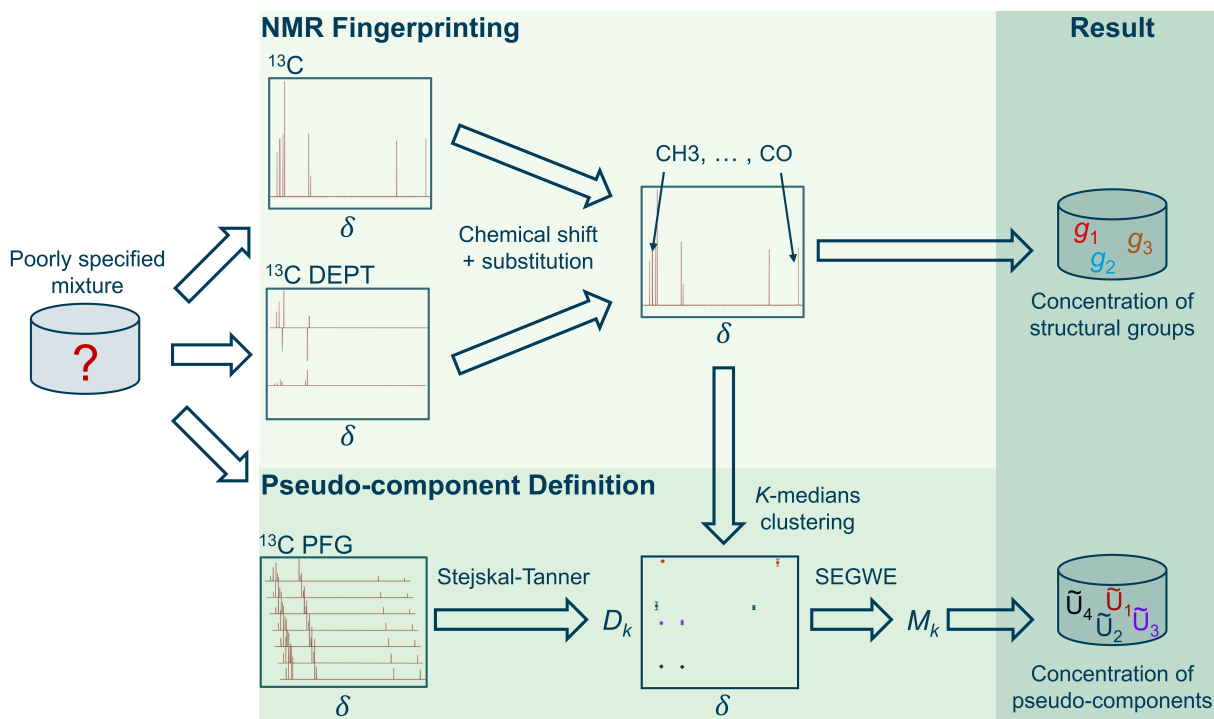 NMR Fingerprinting
Result
¹³C
δ
Poorly specified
mixture
?
¹³C DEPT
δ
Chemical shift
+ substitution
CH3, … , CO
δ
g₁
g₂
g₃
Concentration of
structural groups
Pseudo-component Definition
K-medians
clustering
¹³C PFG
δ
Stejskal-Tanner
Dₖ
δ
SEGWE
Mₖ
Ũ₄
Ũ₁
Ũ₂
Ũ₃
Concentration of
pseudo-components